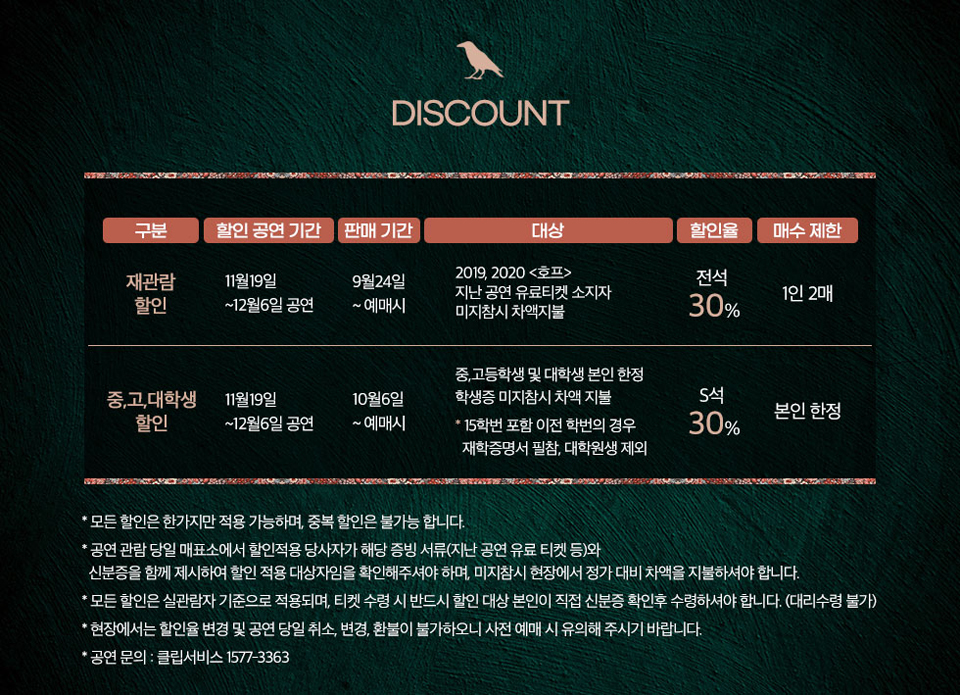 DISCOUNT
구분 할인 공연 기간 판매 기간 대상 할인율 매수 제한
재관람
할인
11월19일
~12월6일 공연
9월24일
~ 예매시
2019, 2020 <호프>
지난 공연 유료티켓 소지자
미지참시 차액지불
전석
30%
1인 2매
중,고,대학생
할인
11월19일
~12월6일 공연
10월6일
~ 예매시
중,고등학생 및 대학생 본인 한정
학생증 미지참시 차액 지불
* 15학번 포함 이전 학번의 경우
재학증명서 필참, 대학원생 제외
S석
30%
본인 한정
* 모든 할인은 한가지만 적용 가능하며, 중복 할인은 불가능 합니다.
* 공연 관람 당일 매표소에서 할인적용 당사자가 해당 증빙 서류(지난 공연 유료 티켓 등)와
신분증을 함께 제시하여 할인 적용 대상자임을 확인해주셔야 하며, 미지참시 현장에서 정가 대비 차액을 지불하셔야 합니다.
* 모든 할인은 실관람자 기준으로 적용되며, 티켓 수령 시 반드시 할인 대상 본인이 직접 신분증 확인후 수령하셔야 합니다. (대리수령 불가)
* 현장에서는 할인율 변경 및 공연 당일 취소, 변경, 환불이 불가하오니 사전 예매 시 유의해 주시기 바랍니다.
* 공연 문의 : 클립서비스 1577-3363